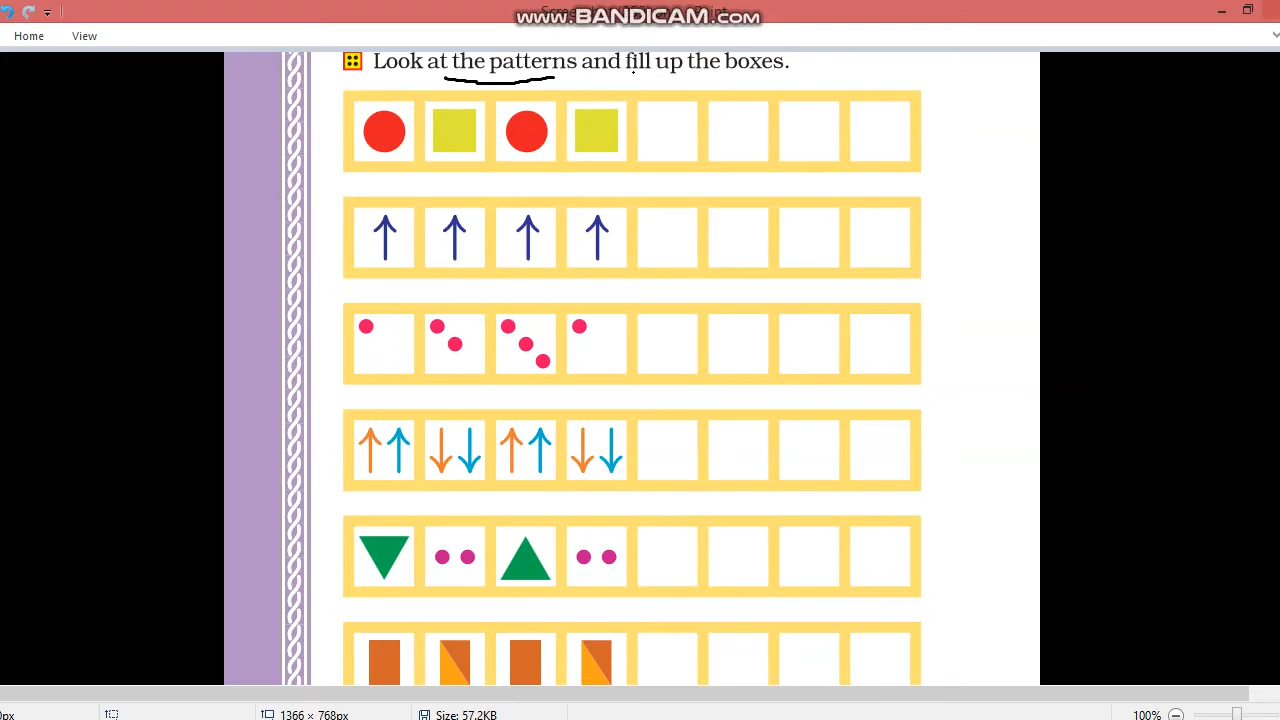 www.BANDICAM.com
Home View
Look at the patterns and fill up the boxes.
1366 × 768px Size: 57.2KB 100%